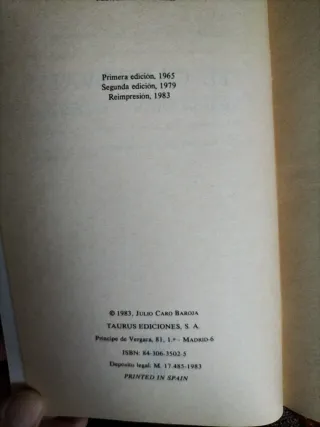 Primera edición, 1965
Segunda edición, 1979
Reimpresión, 1983
© 1983, JULIO CARO BAROJA
TAURUS EDICIONES, S. A.
Príncipe de Vergara, 81, 1.º - MADRID-6
ISBN: 84-306-3502-5
Depósito legal: M. 17.485-1983
PRINTED IN SPAIN